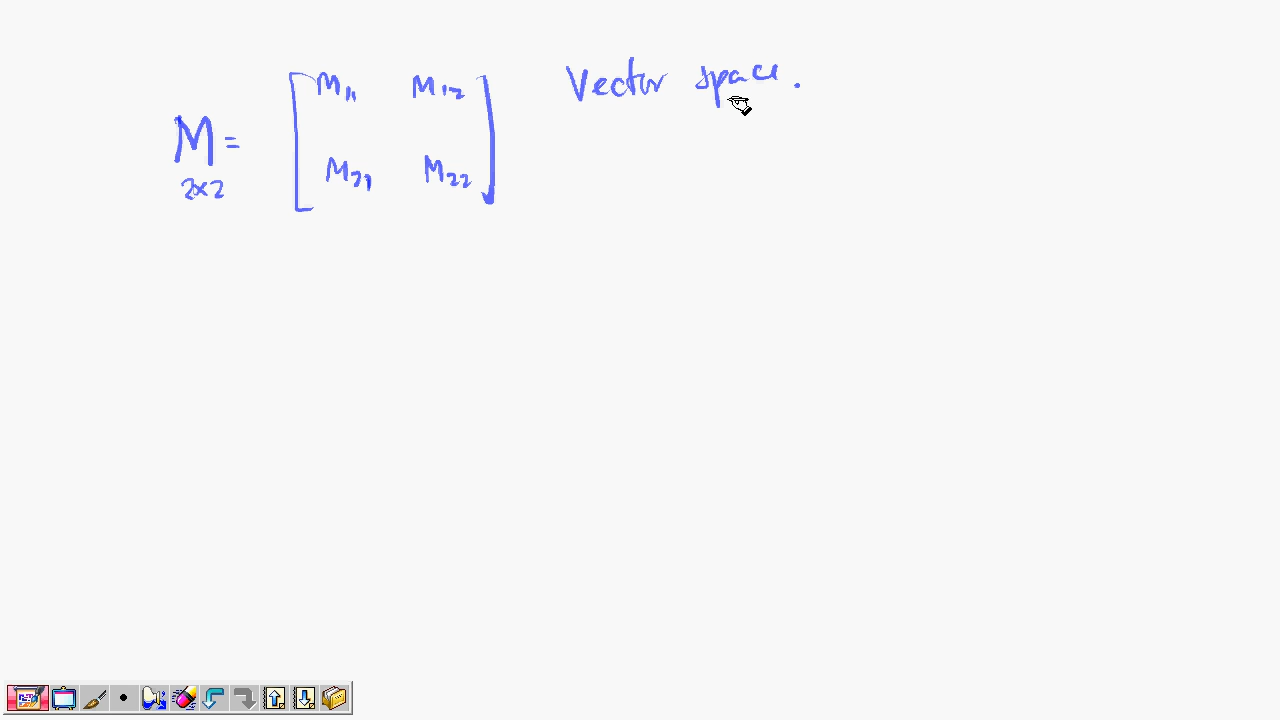 M₁₁ M₁₂ Vector space.
M =
2x2
M₂₁ M₂₂